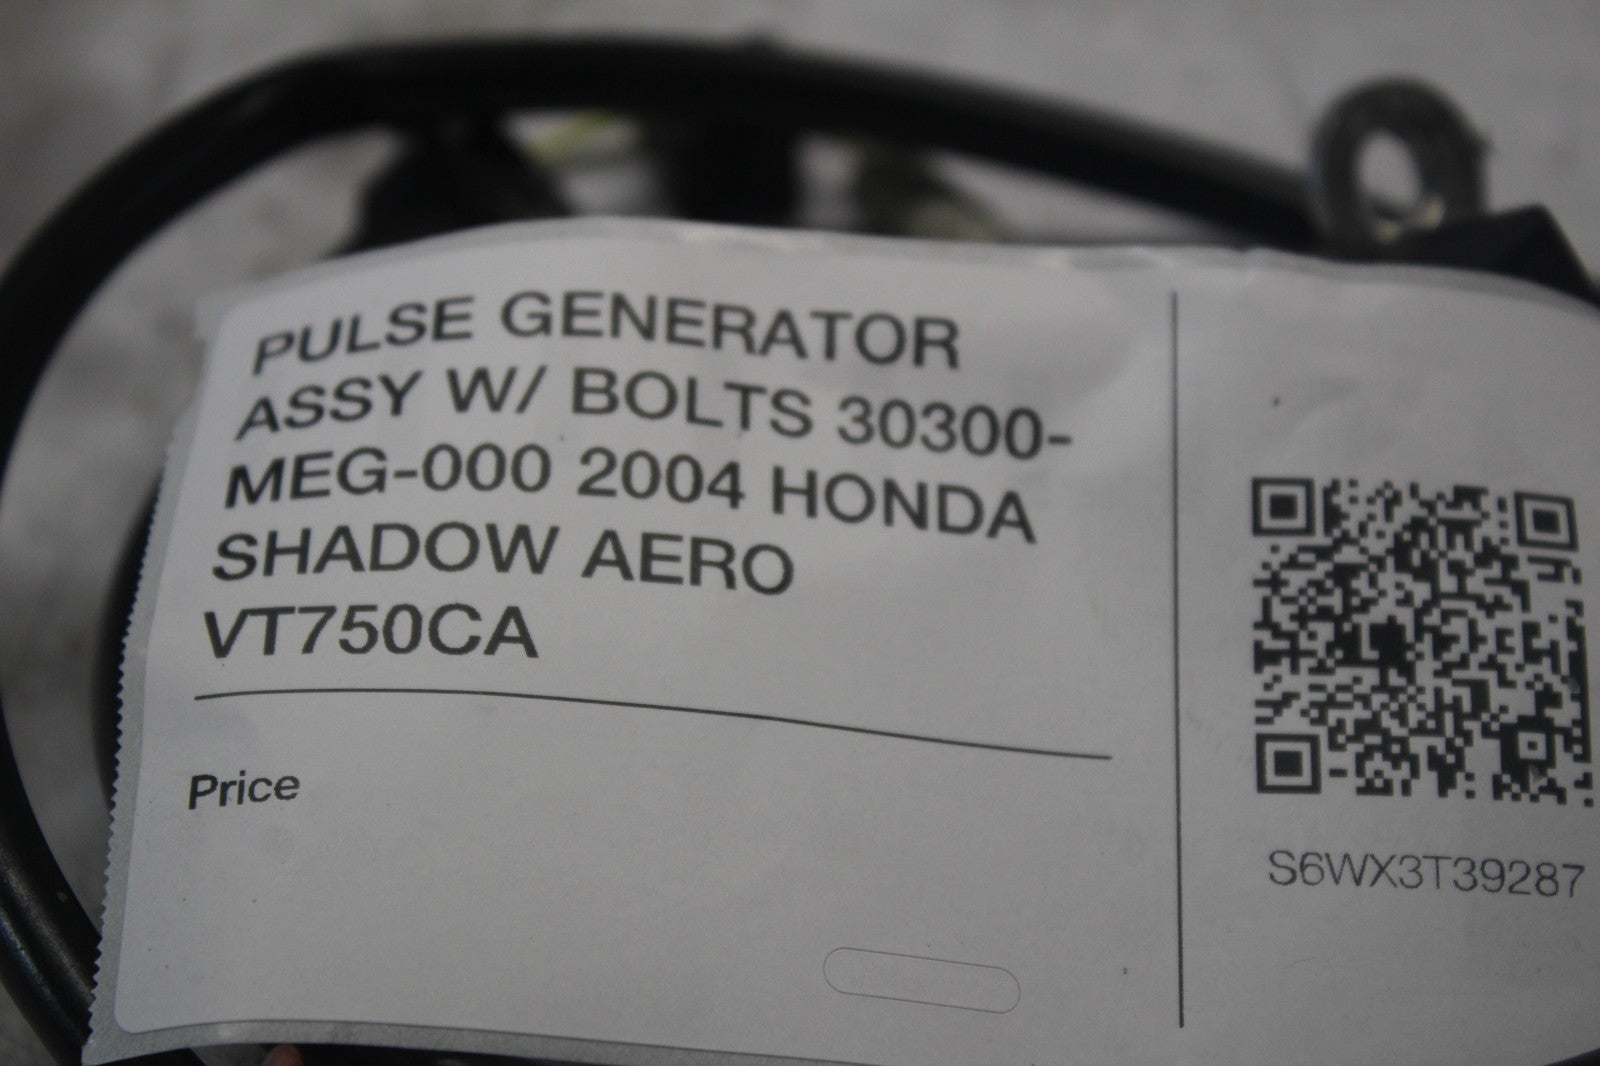 PULSE GENERATOR
ASSY W/ BOLTS 30300-
MEG-000 2004 HONDA
SHADOW AERO
VT750CA
Price
S6WX3T39287